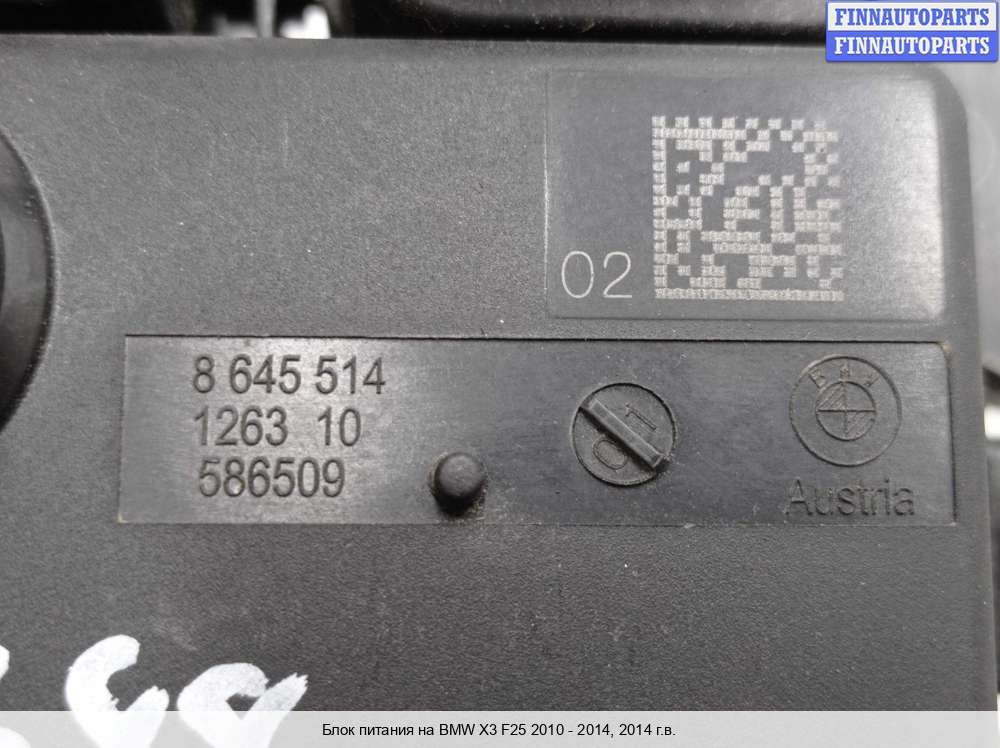 FINNAUTOPARTS
FINNAUTOPARTS
02
8 645 514
1263 10
586509
BMW
Austria
Блок питания на BMW X3 F25 2010 - 2014, 2014 г.в.